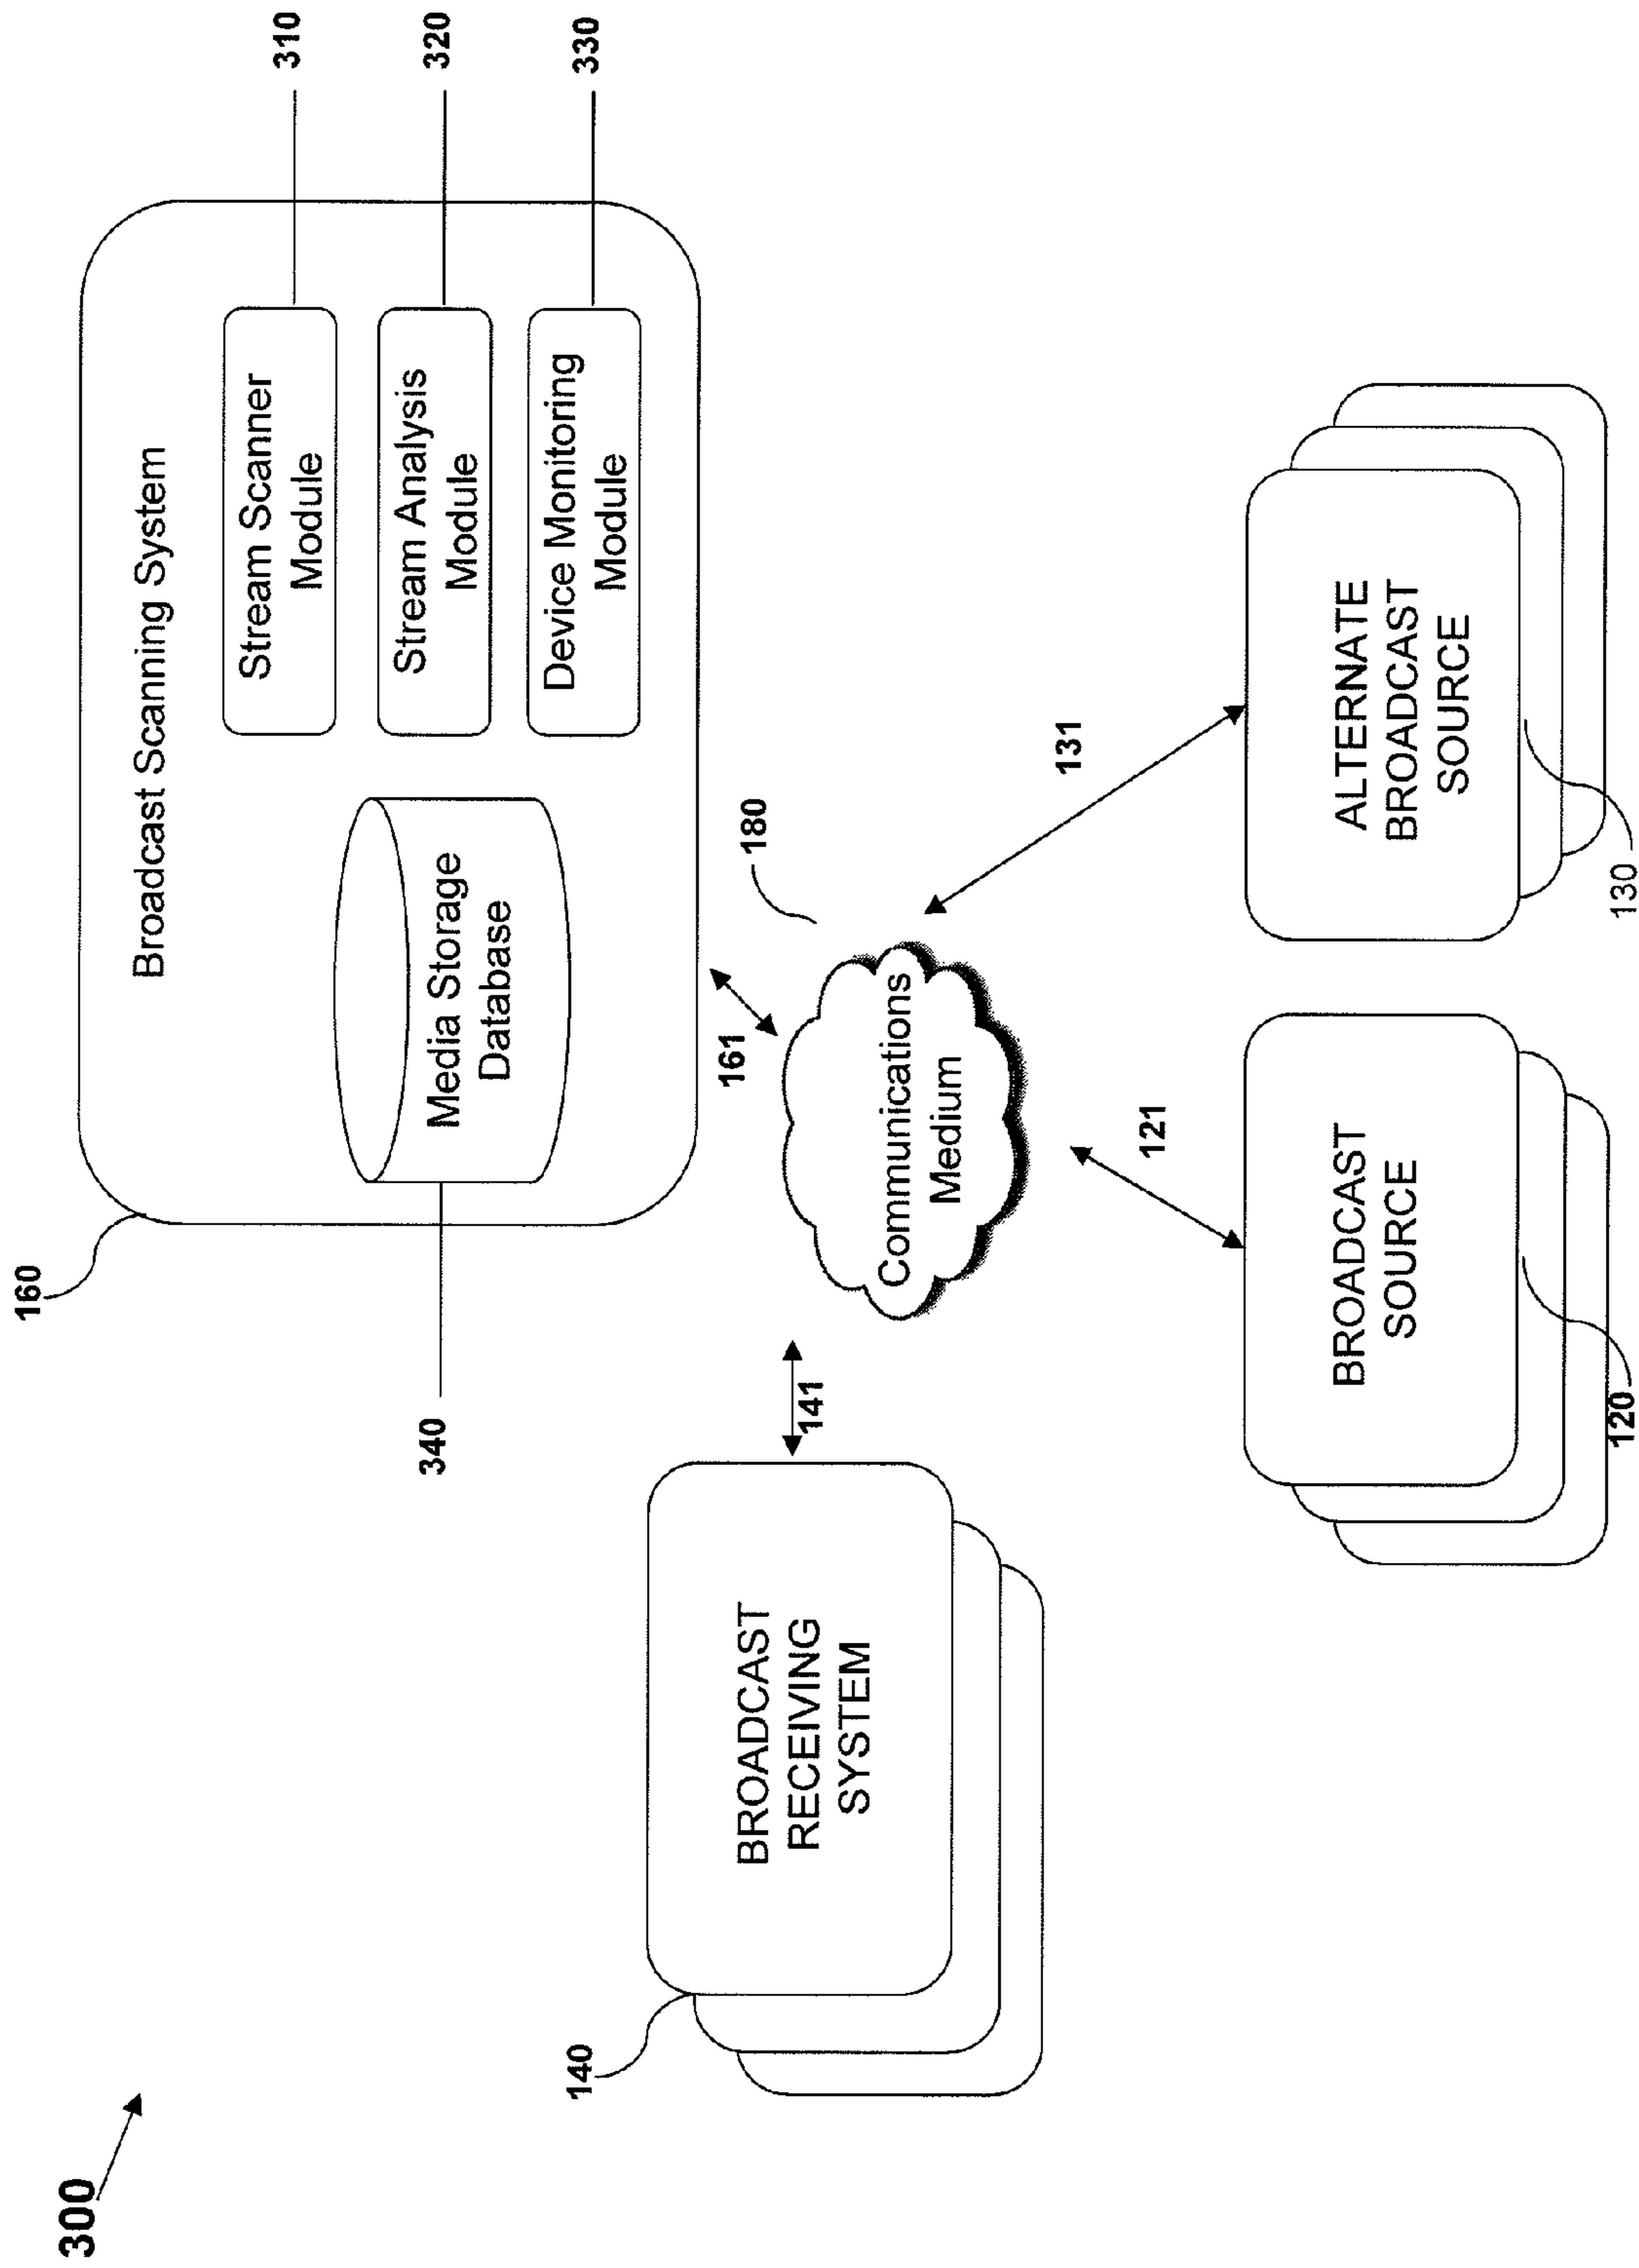 300
160
Broadcast Scanning System
340
Media Storage
Database
Stream Scanner
Module
310
Stream Analysis
Module
320
Device Monitoring
Module
330
140
BROADCAST
RECEIVING
SYSTEM
141
161
180
Communications
Medium
121
131
BROADCAST
SOURCE
120
ALTERNATE
BROADCAST
SOURCE
130